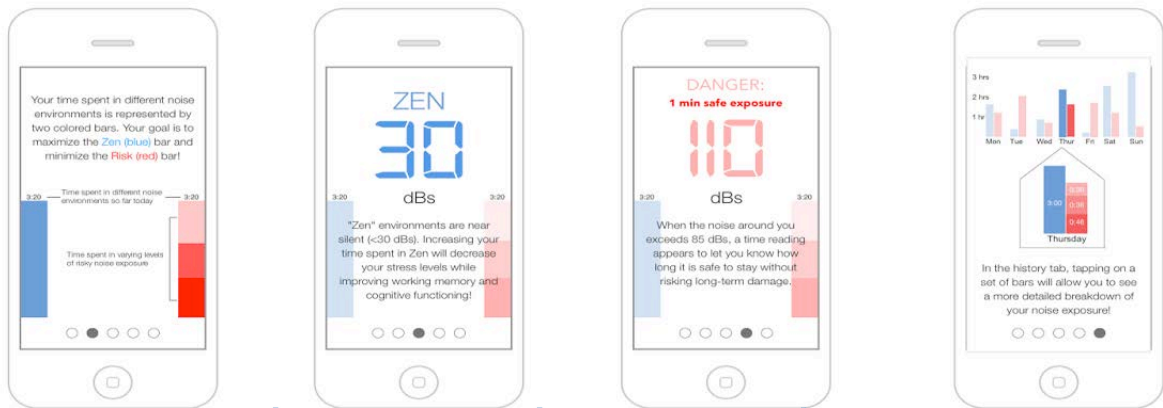 Your time spent in different noise
environments is represented by
two colored bars. Your goal is to
maximize the Zen (blue) bar and
minimize the Risk (red) bar!
3:20
Time spent in different noise
environments so far today
3:20
Time spent in varying levels
of risky noise exposure
ZEN
30
dBs
3:20
3:20
"Zen" environments are near
silent (<30 dBs). Increasing your
time spent in Zen will decrease
your stress levels while
improving working memory and
cognitive functioning!
DANGER:
1 min safe exposure
110
dBs
3:20
3:20
When the noise around you
exceeds 85 dBs, a time reading
appears to let you know how
long it is safe to stay without
risking long-term damage.
3 hrs
2 hrs
1 hr
Mon Tue Wed Thur Fri Sat Sun
3:00
0:46
Thursday
In the history tab, tapping on a
set of bars will allow you to see
a more detailed breakdown of
your noise exposure!